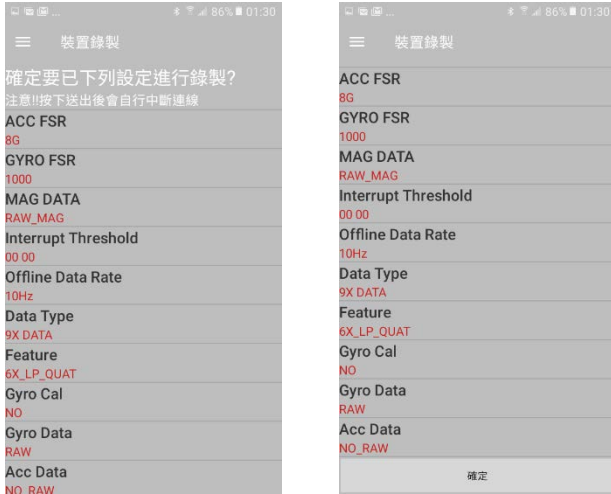 ... 86% 01:30
裝置錄製
確定要已下列設定進行錄製?
注意!!按下送出後會自行中斷連線
ACC FSR
8G
GYRO FSR
1000
MAG DATA
RAW_MAG
Interrupt Threshold
00 00
Offline Data Rate
10Hz
Data Type
9X DATA
Feature
6X_LP_QUAT
Gyro Cal
NO
Gyro Data
RAW
Acc Data
NO_RAW
... 86% 01:30
裝置錄製
ACC FSR
8G
GYRO FSR
1000
MAG DATA
RAW_MAG
Interrupt Threshold
00 00
Offline Data Rate
10Hz
Data Type
9X DATA
Feature
6X_LP_QUAT
Gyro Cal
NO
Gyro Data
RAW
Acc Data
NO_RAW
確定